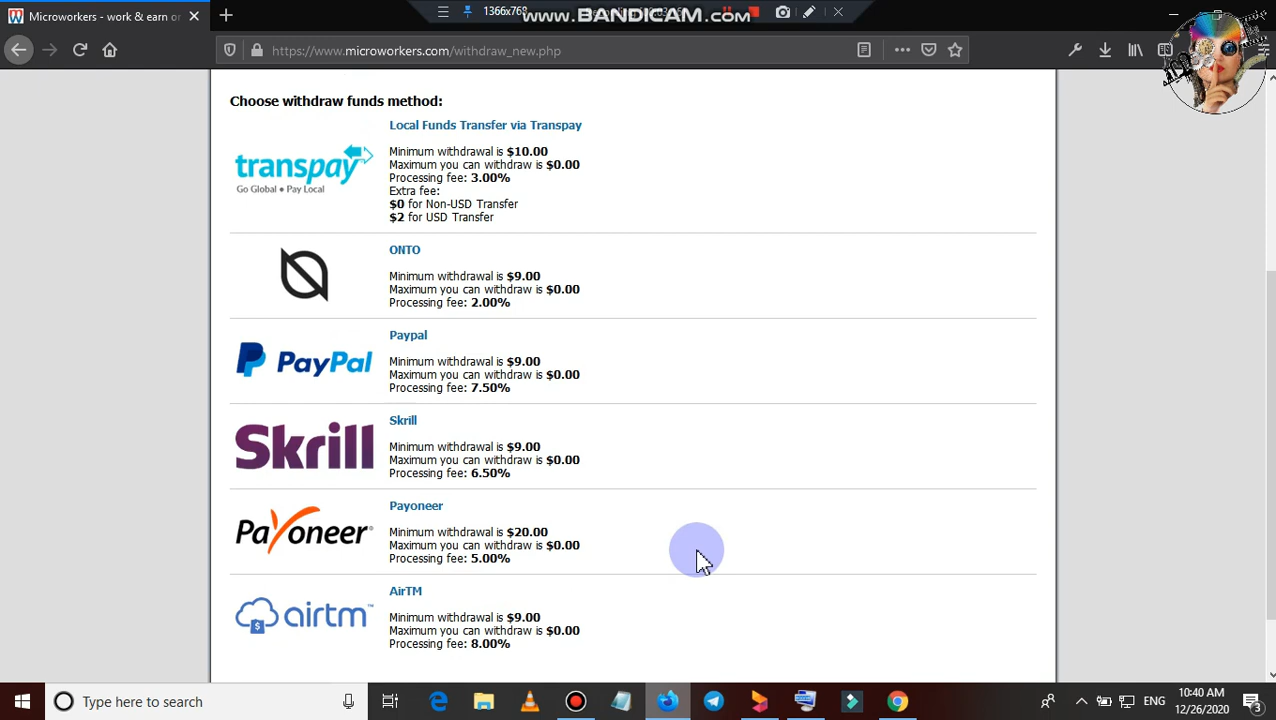 Microworkers - work & earn or
1366x768
www.BANDICAM.com
https://www.microworkers.com/withdraw_new.php
Choose withdraw funds method:
transpay
Go Global • Pay Local
Local Funds Transfer via Transpay
Minimum withdrawal is $10.00
Maximum you can withdraw is $0.00
Processing fee: 3.00%
Extra fee:
$0 for Non-USD Transfer
$2 for USD Transfer
ONTO
Minimum withdrawal is $9.00
Maximum you can withdraw is $0.00
Processing fee: 2.00%
PayPal
Paypal
Minimum withdrawal is $9.00
Maximum you can withdraw is $0.00
Processing fee: 7.50%
Skrill
Skrill
Minimum withdrawal is $9.00
Maximum you can withdraw is $0.00
Processing fee: 6.50%
Payoneer
Payoneer
Minimum withdrawal is $20.00
Maximum you can withdraw is $0.00
Processing fee: 5.00%
airtm™
AirTM
Minimum withdrawal is $9.00
Maximum you can withdraw is $0.00
Processing fee: 8.00%
Type here to search
ENG
10:40 AM
12/26/2020
3